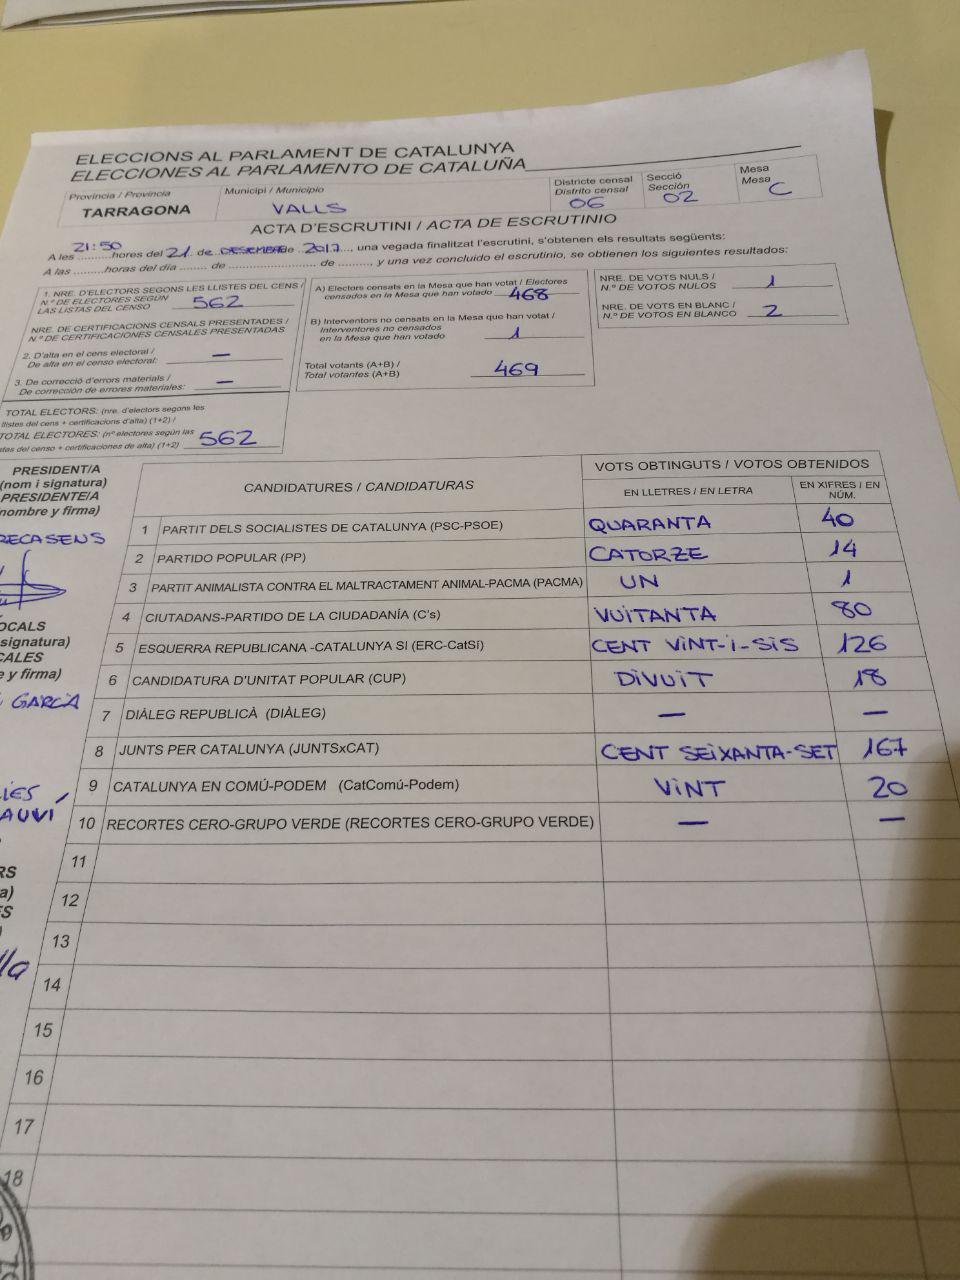 ELECCIONS AL PARLAMENT DE CATALUNYA
ELECCIONES AL PARLAMENTO DE CATALUÑA
Província / Provincia
TARRAGONA
Municipi / Municipio
VALLS
Districte censal
Distrito censal
06
Secció
Sección
02
Mesa
Mesa
C
ACTA D'ESCRUTINI / ACTA DE ESCRUTINIO
A les 21:50 hores del 21 de DESEMBRE de 2017, una vegada finalitzat l'escrutini, s'obtenen els resultats següents:
A las ......... horas del día ....... de ........................ de ........., y una vez concluido el escrutinio, se obtienen los siguientes resultados:
1. NRE. D'ELECTORS SEGONS LES LLISTES DEL CENS /
N.º DE ELECTORES SEGÚN
LAS LISTAS DEL CENSO 562
NRE. DE CERTIFICACIONS CENSALS PRESENTADES /
N.º DE CERTIFICACIONES CENSALES PRESENTADAS
2. D'alta en el cens electoral /
De alta en el censo electoral: —
3. De correcció d'errors materials /
De corrección de errores materiales: —
TOTAL ELECTORS: (nre. d'electors segons les
llistes del cens + certificacions d'alta) (1+2) /
TOTAL ELECTORES: (nº electores según las
stas del censo + certificaciones de alta) (1+2) 562
A) Electors censats en la Mesa que han votat / Electores
censados en la Mesa que han votado 468
B) Interventors no censats en la Mesa que han votat /
Interventores no censados
en la Mesa que han votado 1
Total votants (A+B) /
Total votantes (A+B) 469
NRE. DE VOTS NULS /
N.º DE VOTOS NULOS 1
NRE. DE VOTS EN BLANC /
N.º DE VOTOS EN BLANCO 2
PRESIDENT/A
(nom i signatura)
PRESIDENTE/A
nombre y firma)
RECASENS
OCALS
signatura)
CALES
e y firma)
GARCÍA
AUVÍ
RS
a)
ES
)
lla
CANDIDATURES / CANDIDATURAS
VOTS OBTINGUTS / VOTOS OBTENIDOS
EN LLETRES / EN LETRA
EN XIFRES / EN
NÚM.
1 PARTIT DELS SOCIALISTES DE CATALUNYA (PSC-PSOE) QUARANTA 40
2 PARTIDO POPULAR (PP) CATORZE 14
3 PARTIT ANIMALISTA CONTRA EL MALTRACTAMENT ANIMAL-PACMA (PACMA) UN 1
4 CIUTADANS-PARTIDO DE LA CIUDADANÍA (C's) VUITANTA 80
5 ESQUERRA REPUBLICANA -CATALUNYA SI (ERC-CatSí) CENT VINT-I-SIS 126
6 CANDIDATURA D'UNITAT POPULAR (CUP) DIVUIT 18
7 DIÀLEG REPUBLICÀ (DIÀLEG) — —
8 JUNTS PER CATALUNYA (JUNTSxCAT) CENT SEIXANTA-SET 167
9 CATALUNYA EN COMÚ-PODEM (CatComú-Podem) VINT 20
10 RECORTES CERO-GRUPO VERDE (RECORTES CERO-GRUPO VERDE) — —
11
12
13
14
15
16
17
18